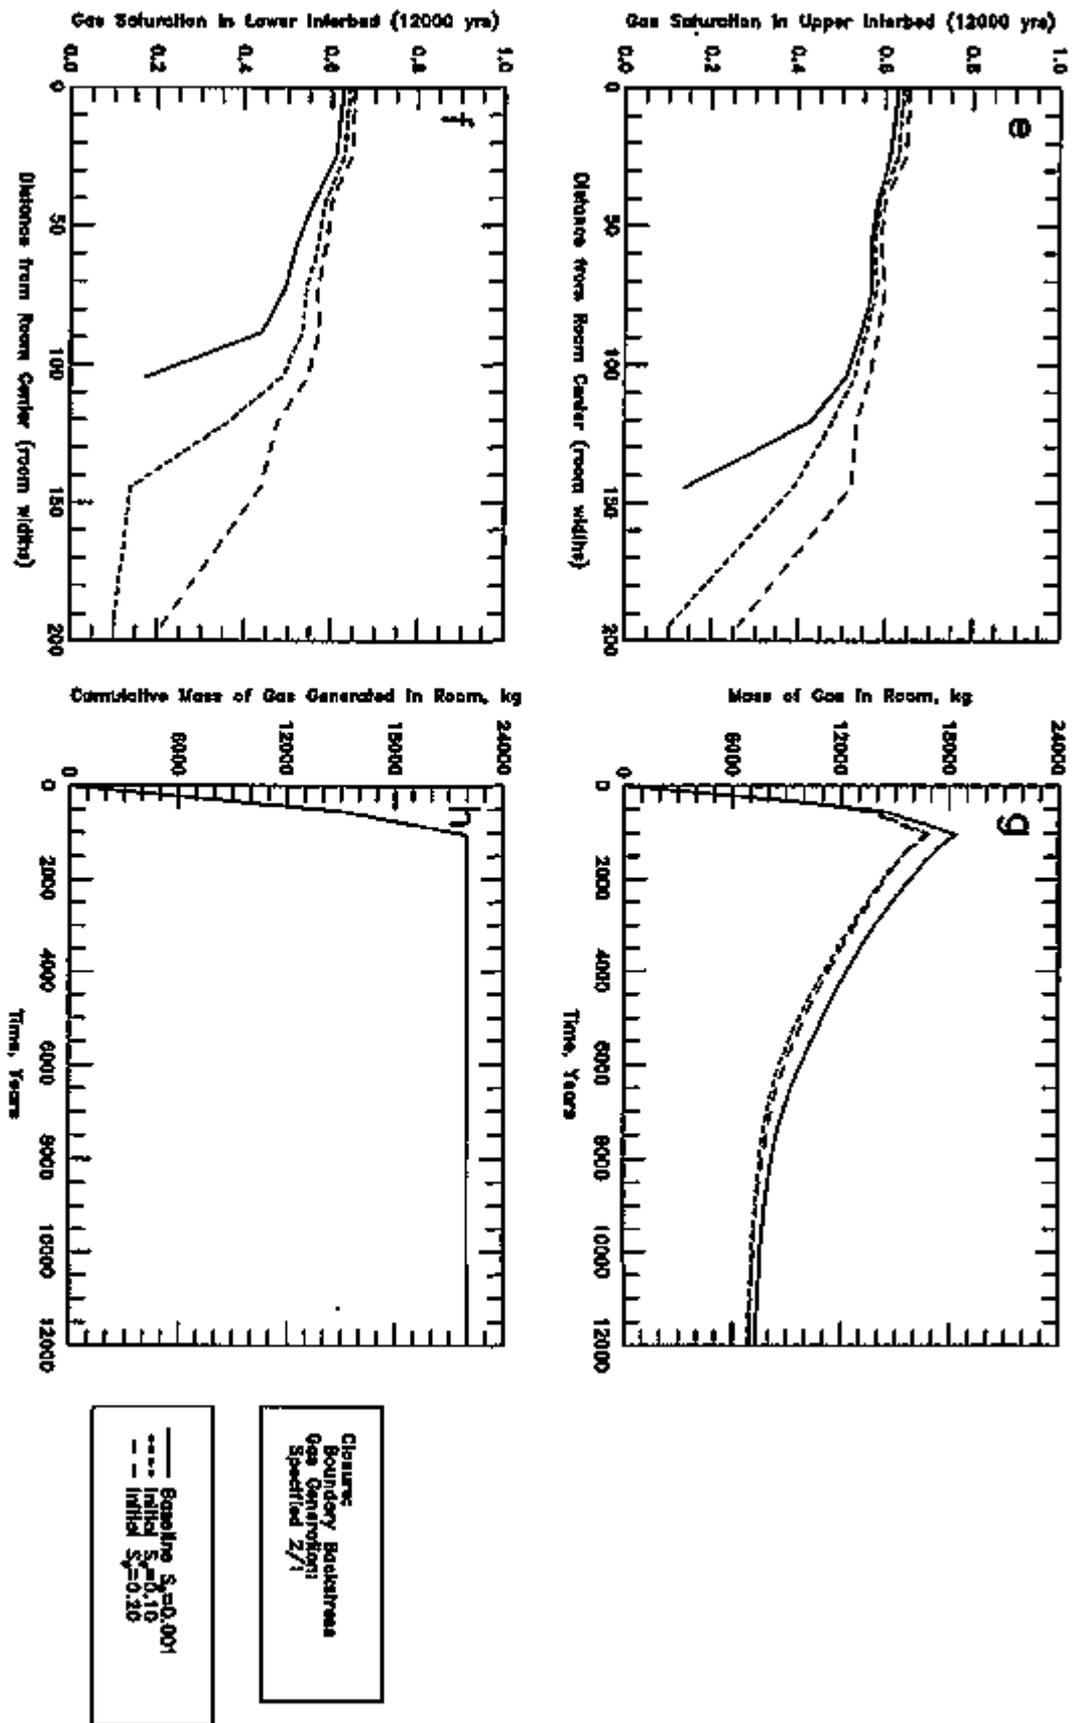 e
Gas Saturation in Upper Interbed (12000 yrs)
1.0
0.8
0.6
0.4
0.2
0.0
0
50
100
150
200
Distance from Room Center (room widths)
g
Mass of Gas in Room, kg
24000
18000
12000
6000
0
0
2000
4000
6000
8000
10000
12000
Time, Years
f
Gas Saturation in Lower Interbed (12000 yrs)
1.0
0.8
0.6
0.4
0.2
0.0
0
50
100
150
200
Distance from Room Center (room widths)
h
Cumulative Mass of Gas Generated in Room, kg
24000
18000
12000
6000
0
0
2000
4000
6000
8000
10000
12000
Time, Years
Closure:
Boundary Backstress
Gas Generation:
Specified 2/1
Baseline Sg=0.001
Initial Sg=0.10
Initial Sg=0.20